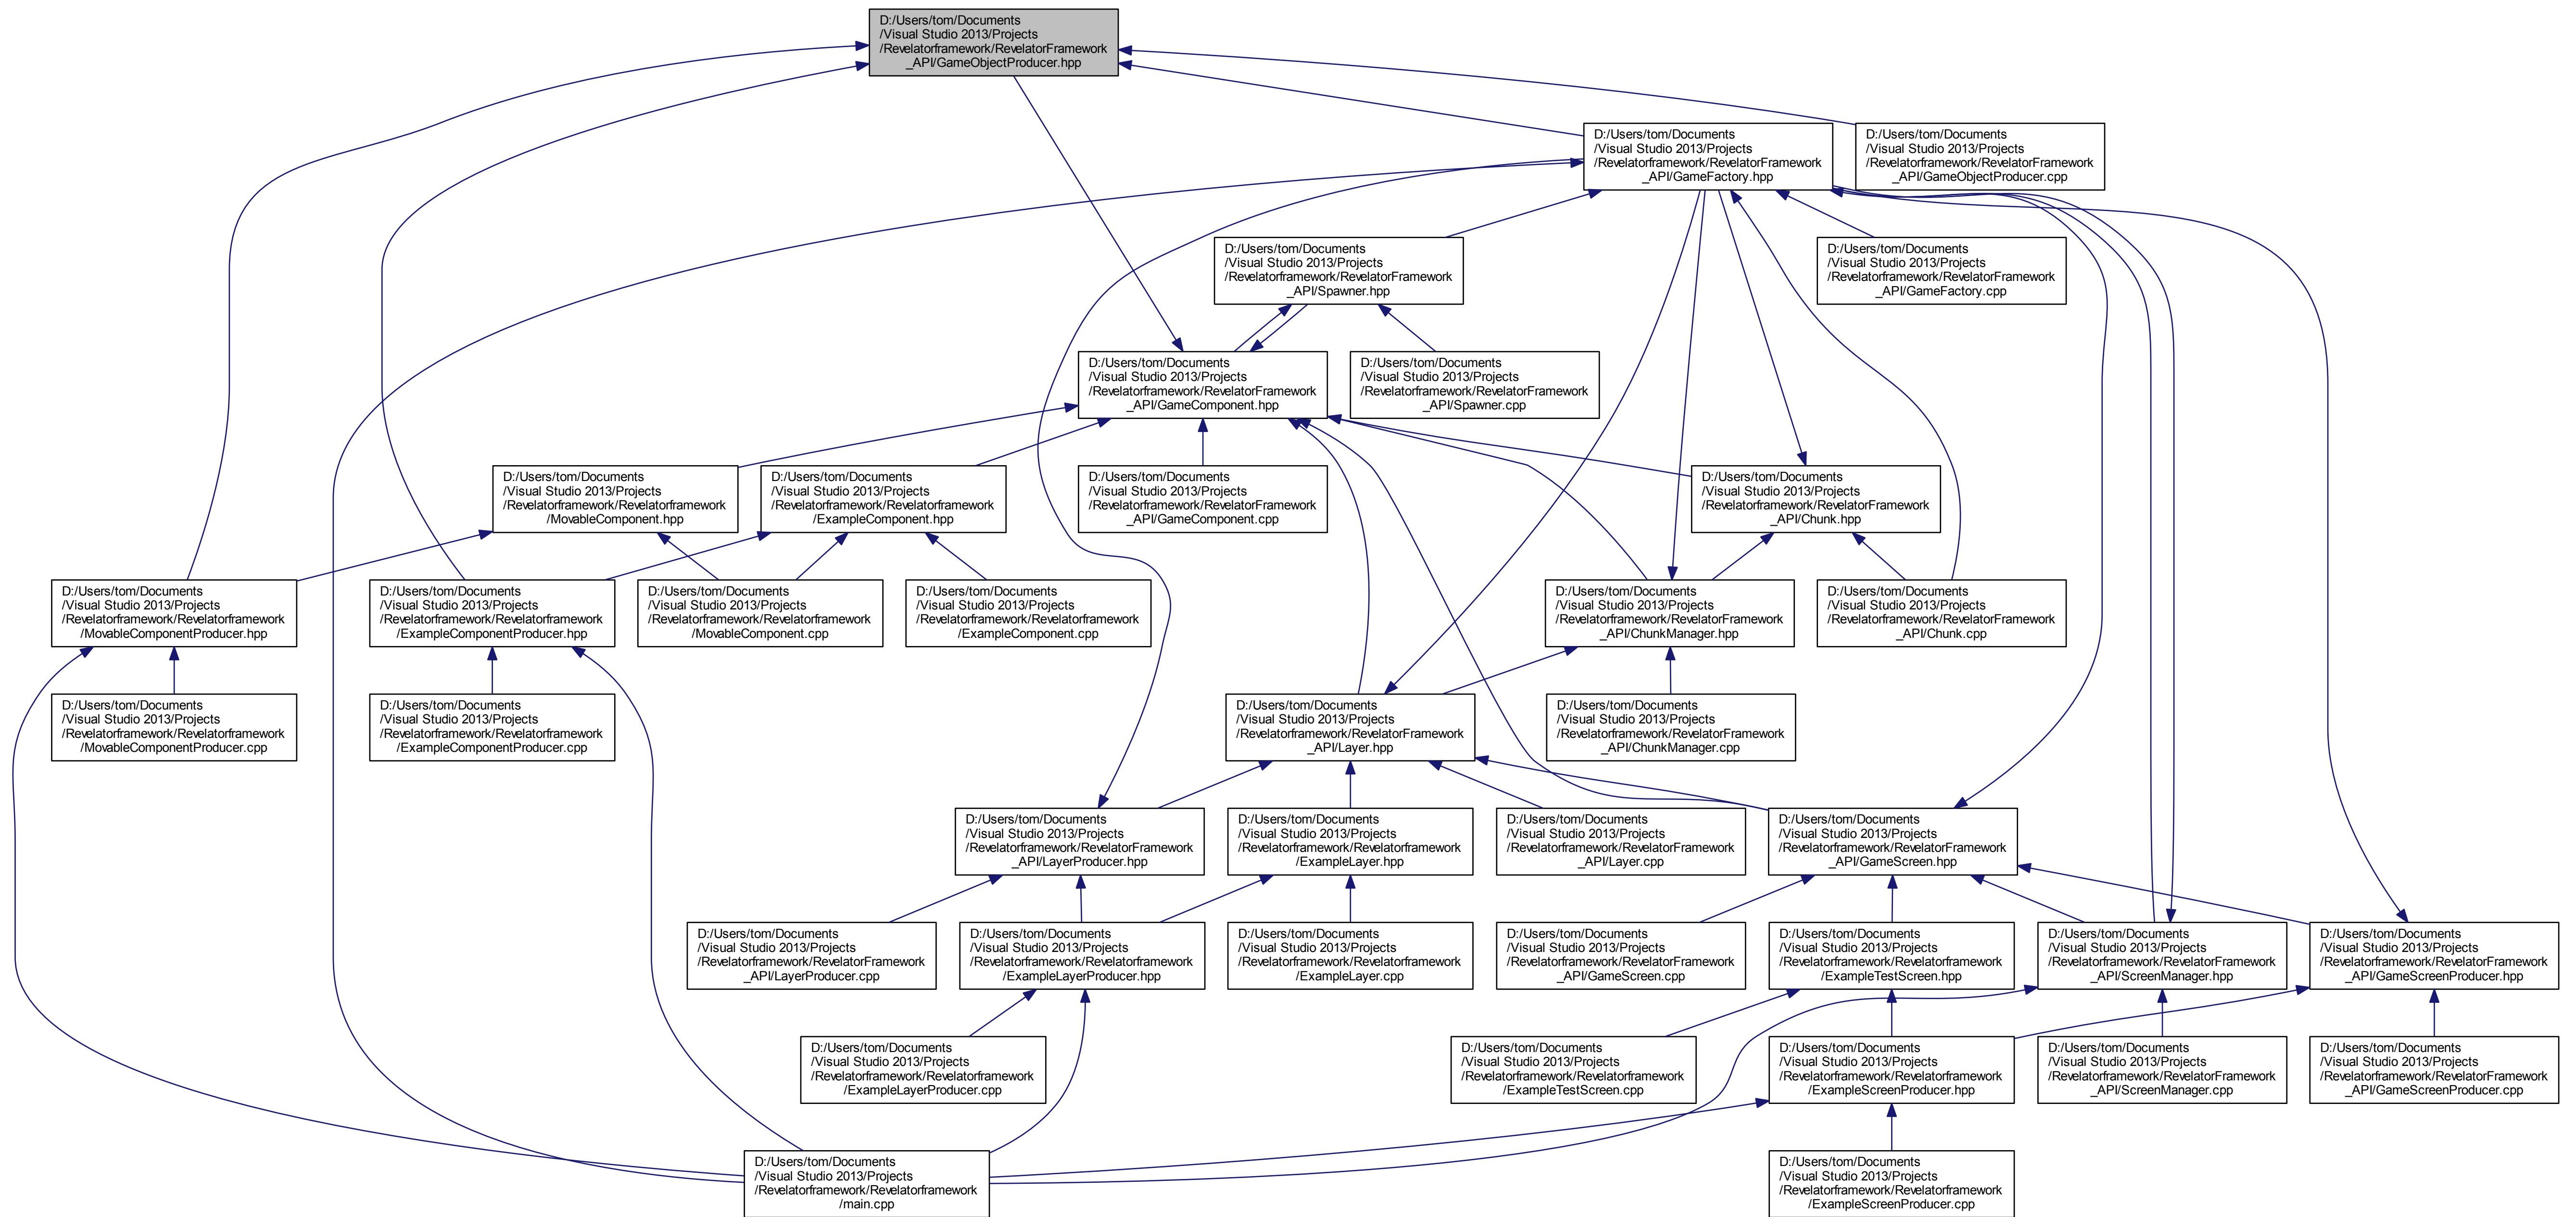 D:/Users/tom/Documents
/Visual Studio 2013/Projects
/Revelatorframework/RevelatorFramework
_API/GameObjectProducer.hpp
D:/Users/tom/Documents
/Visual Studio 2013/Projects
/Revelatorframework/RevelatorFramework
_API/GameFactory.hpp
D:/Users/tom/Documents
/Visual Studio 2013/Projects
/Revelatorframework/RevelatorFramework
_API/GameObjectProducer.cpp
D:/Users/tom/Documents
/Visual Studio 2013/Projects
/Revelatorframework/RevelatorFramework
_API/Spawner.hpp
D:/Users/tom/Documents
/Visual Studio 2013/Projects
/Revelatorframework/RevelatorFramework
_API/GameFactory.cpp
D:/Users/tom/Documents
/Visual Studio 2013/Projects
/Revelatorframework/RevelatorFramework
_API/GameComponent.hpp
D:/Users/tom/Documents
/Visual Studio 2013/Projects
/Revelatorframework/RevelatorFramework
_API/Spawner.cpp
D:/Users/tom/Documents
/Visual Studio 2013/Projects
/Revelatorframework/Revelatorframework
/MovableComponent.hpp
D:/Users/tom/Documents
/Visual Studio 2013/Projects
/Revelatorframework/Revelatorframework
/ExampleComponent.hpp
D:/Users/tom/Documents
/Visual Studio 2013/Projects
/Revelatorframework/RevelatorFramework
_API/GameComponent.cpp
D:/Users/tom/Documents
/Visual Studio 2013/Projects
/Revelatorframework/RevelatorFramework
_API/Chunk.hpp
D:/Users/tom/Documents
/Visual Studio 2013/Projects
/Revelatorframework/Revelatorframework
/MovableComponentProducer.hpp
D:/Users/tom/Documents
/Visual Studio 2013/Projects
/Revelatorframework/Revelatorframework
/ExampleComponentProducer.hpp
D:/Users/tom/Documents
/Visual Studio 2013/Projects
/Revelatorframework/Revelatorframework
/MovableComponent.cpp
D:/Users/tom/Documents
/Visual Studio 2013/Projects
/Revelatorframework/Revelatorframework
/ExampleComponent.cpp
D:/Users/tom/Documents
/Visual Studio 2013/Projects
/Revelatorframework/RevelatorFramework
_API/ChunkManager.hpp
D:/Users/tom/Documents
/Visual Studio 2013/Projects
/Revelatorframework/RevelatorFramework
_API/Chunk.cpp
D:/Users/tom/Documents
/Visual Studio 2013/Projects
/Revelatorframework/Revelatorframework
/MovableComponentProducer.cpp
D:/Users/tom/Documents
/Visual Studio 2013/Projects
/Revelatorframework/Revelatorframework
/ExampleComponentProducer.cpp
D:/Users/tom/Documents
/Visual Studio 2013/Projects
/Revelatorframework/RevelatorFramework
_API/Layer.hpp
D:/Users/tom/Documents
/Visual Studio 2013/Projects
/Revelatorframework/RevelatorFramework
_API/ChunkManager.cpp
D:/Users/tom/Documents
/Visual Studio 2013/Projects
/Revelatorframework/RevelatorFramework
_API/LayerProducer.hpp
D:/Users/tom/Documents
/Visual Studio 2013/Projects
/Revelatorframework/Revelatorframework
/ExampleLayer.hpp
D:/Users/tom/Documents
/Visual Studio 2013/Projects
/Revelatorframework/RevelatorFramework
_API/Layer.cpp
D:/Users/tom/Documents
/Visual Studio 2013/Projects
/Revelatorframework/RevelatorFramework
_API/GameScreen.hpp
D:/Users/tom/Documents
/Visual Studio 2013/Projects
/Revelatorframework/RevelatorFramework
_API/LayerProducer.cpp
D:/Users/tom/Documents
/Visual Studio 2013/Projects
/Revelatorframework/Revelatorframework
/ExampleLayerProducer.hpp
D:/Users/tom/Documents
/Visual Studio 2013/Projects
/Revelatorframework/Revelatorframework
/ExampleLayer.cpp
D:/Users/tom/Documents
/Visual Studio 2013/Projects
/Revelatorframework/RevelatorFramework
_API/GameScreen.cpp
D:/Users/tom/Documents
/Visual Studio 2013/Projects
/Revelatorframework/Revelatorframework
/ExampleTestScreen.hpp
D:/Users/tom/Documents
/Visual Studio 2013/Projects
/Revelatorframework/RevelatorFramework
_API/ScreenManager.hpp
D:/Users/tom/Documents
/Visual Studio 2013/Projects
/Revelatorframework/RevelatorFramework
_API/GameScreenProducer.hpp
D:/Users/tom/Documents
/Visual Studio 2013/Projects
/Revelatorframework/Revelatorframework
/ExampleLayerProducer.cpp
D:/Users/tom/Documents
/Visual Studio 2013/Projects
/Revelatorframework/Revelatorframework
/ExampleTestScreen.cpp
D:/Users/tom/Documents
/Visual Studio 2013/Projects
/Revelatorframework/Revelatorframework
/ExampleScreenProducer.hpp
D:/Users/tom/Documents
/Visual Studio 2013/Projects
/Revelatorframework/RevelatorFramework
_API/ScreenManager.cpp
D:/Users/tom/Documents
/Visual Studio 2013/Projects
/Revelatorframework/RevelatorFramework
_API/GameScreenProducer.cpp
D:/Users/tom/Documents
/Visual Studio 2013/Projects
/Revelatorframework/Revelatorframework
/main.cpp
D:/Users/tom/Documents
/Visual Studio 2013/Projects
/Revelatorframework/Revelatorframework
/ExampleScreenProducer.cpp